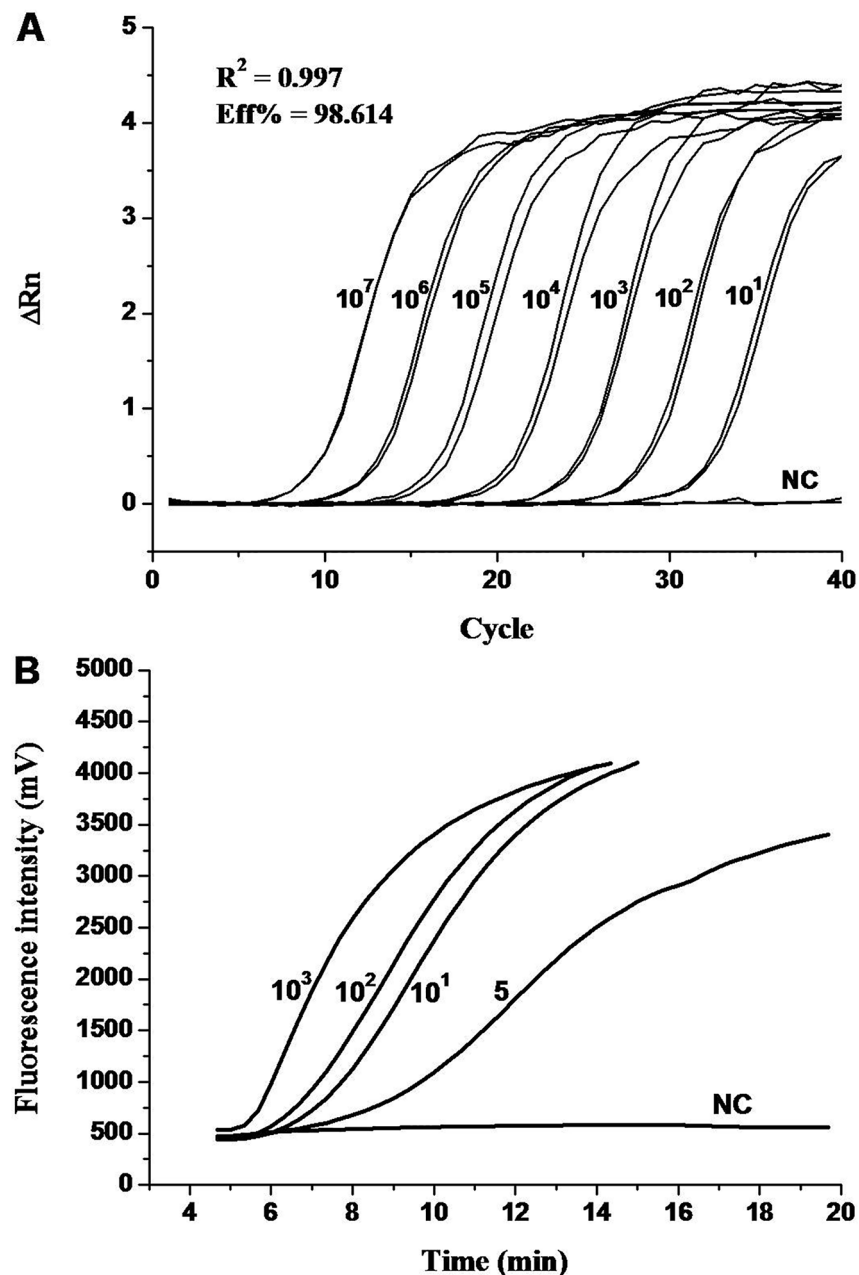 A
R² = 0.997
Eff% = 98.614
ΔRn
5
4
3
2
1
0
10⁷ 10⁶ 10⁵ 10⁴ 10³ 10² 10¹
NC
0 10 20 30 40
Cycle
B
Fluorescence intensity (mV)
5000
4500
4000
3500
3000
2500
2000
1500
1000
500
0
10³ 10² 10¹ 5
NC
4 6 8 10 12 14 16 18 20
Time (min)